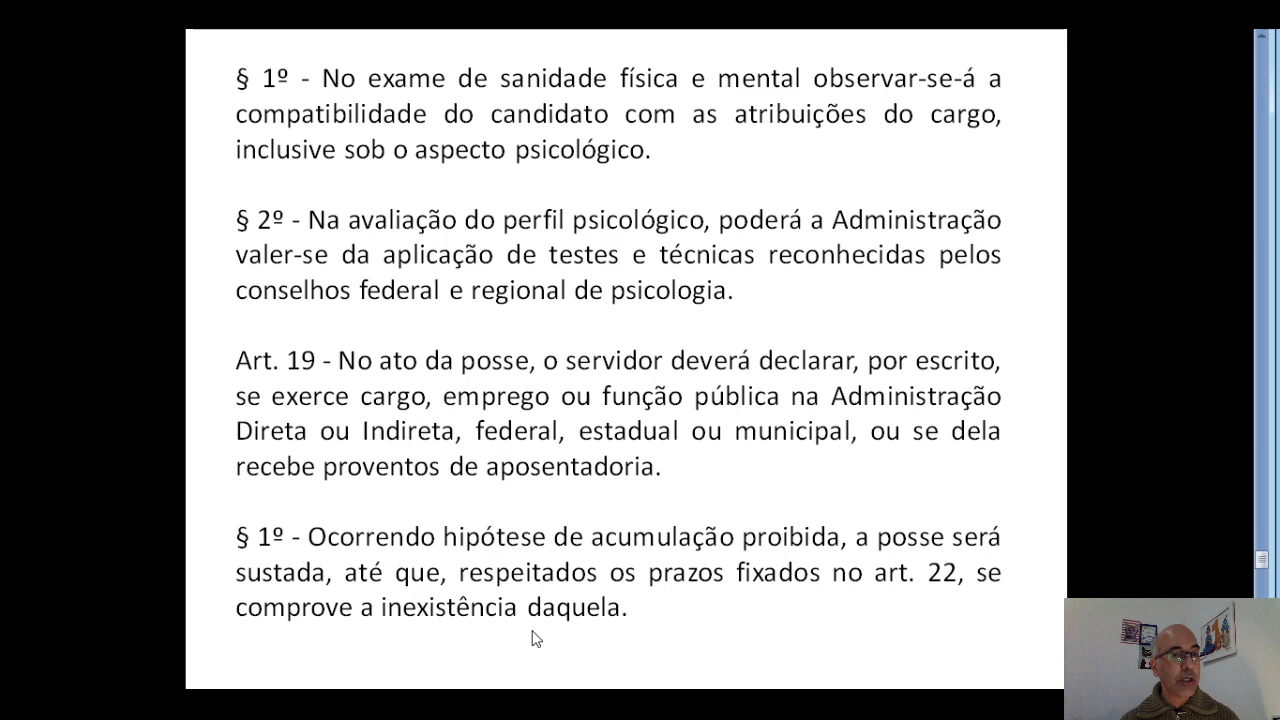 § 1º - No exame de sanidade física e mental observar-se-á a
compatibilidade do candidato com as atribuições do cargo,
inclusive sob o aspecto psicológico.
§ 2º - Na avaliação do perfil psicológico, poderá a Administração
valer-se da aplicação de testes e técnicas reconhecidas pelos
conselhos federal e regional de psicologia.
Art. 19 - No ato da posse, o servidor deverá declarar, por escrito,
se exerce cargo, emprego ou função pública na Administração
Direta ou Indireta, federal, estadual ou municipal, ou se dela
recebe proventos de aposentadoria.
§ 1º - Ocorrendo hipótese de acumulação proibida, a posse será
sustada, até que, respeitados os prazos fixados no art. 22, se
comprove a inexistência daquela.